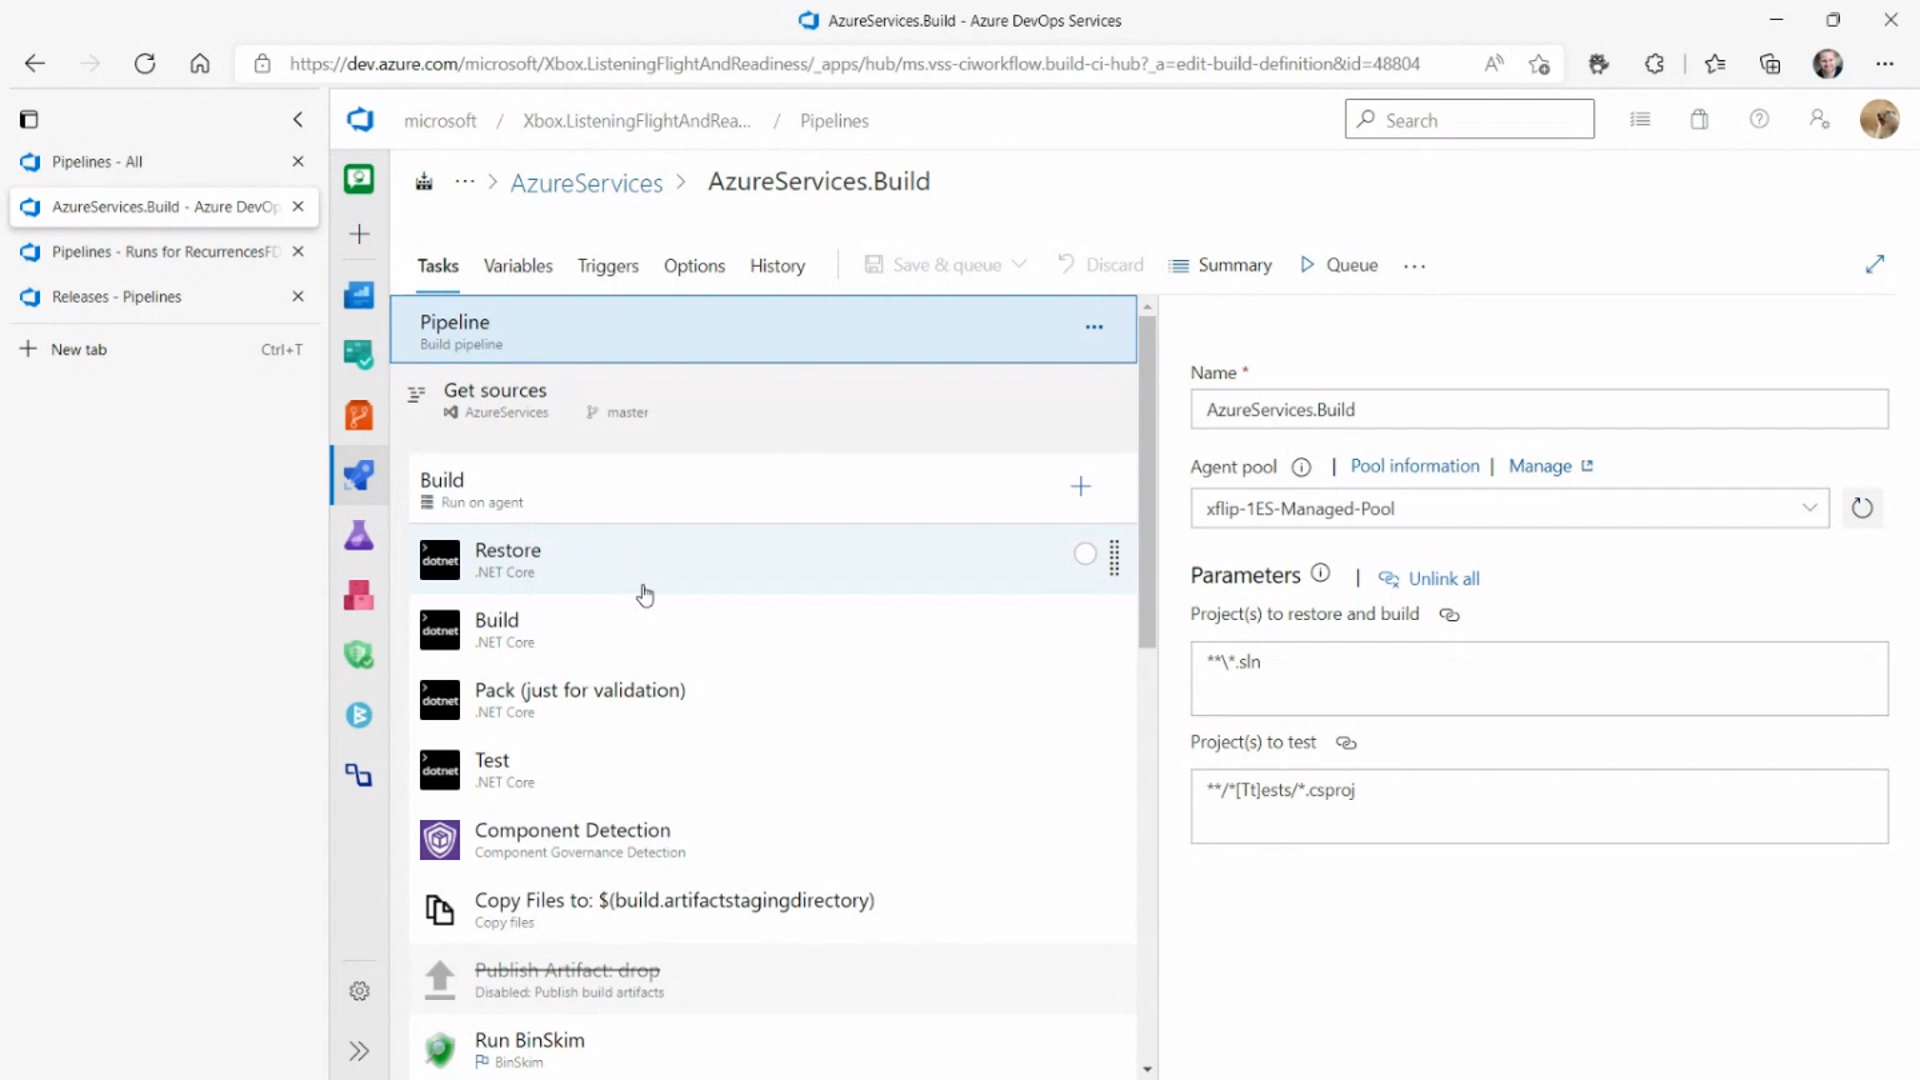 AzureServices.Build - Azure DevOps Services
https://dev.azure.com/microsoft/Xbox.ListeningFlightAndReadiness/_apps/hub/ms.vss-ciworkflow.build-ci-hub?_a=edit-build-definition&id=48804
Pipelines - All
AzureServices.Build - Azure DevOp
Pipelines - Runs for RecurrencesFD
Releases - Pipelines
New tab Ctrl+T
microsoft / Xbox.ListeningFlightAndRea... / Pipelines
Search
... > AzureServices > AzureServices.Build
Tasks Variables Triggers Options History Save & queue Discard Summary Queue ...
Pipeline
Build pipeline
Get sources
AzureServices master
Build
Run on agent
dotnet
Restore
.NET Core
dotnet
Build
.NET Core
dotnet
Pack (just for validation)
.NET Core
dotnet
Test
.NET Core
Component Detection
Component Governance Detection
Copy Files to: $(build.artifactstagingdirectory)
Copy files
Publish Artifact: drop
Disabled: Publish build artifacts
Run BinSkim
BinSkim
Name *
AzureServices.Build
Agent pool | Pool information | Manage
xflip-1ES-Managed-Pool
Parameters | Unlink all
Project(s) to restore and build
**\*.sln
Project(s) to test
**/*[Tt]ests/*.csproj